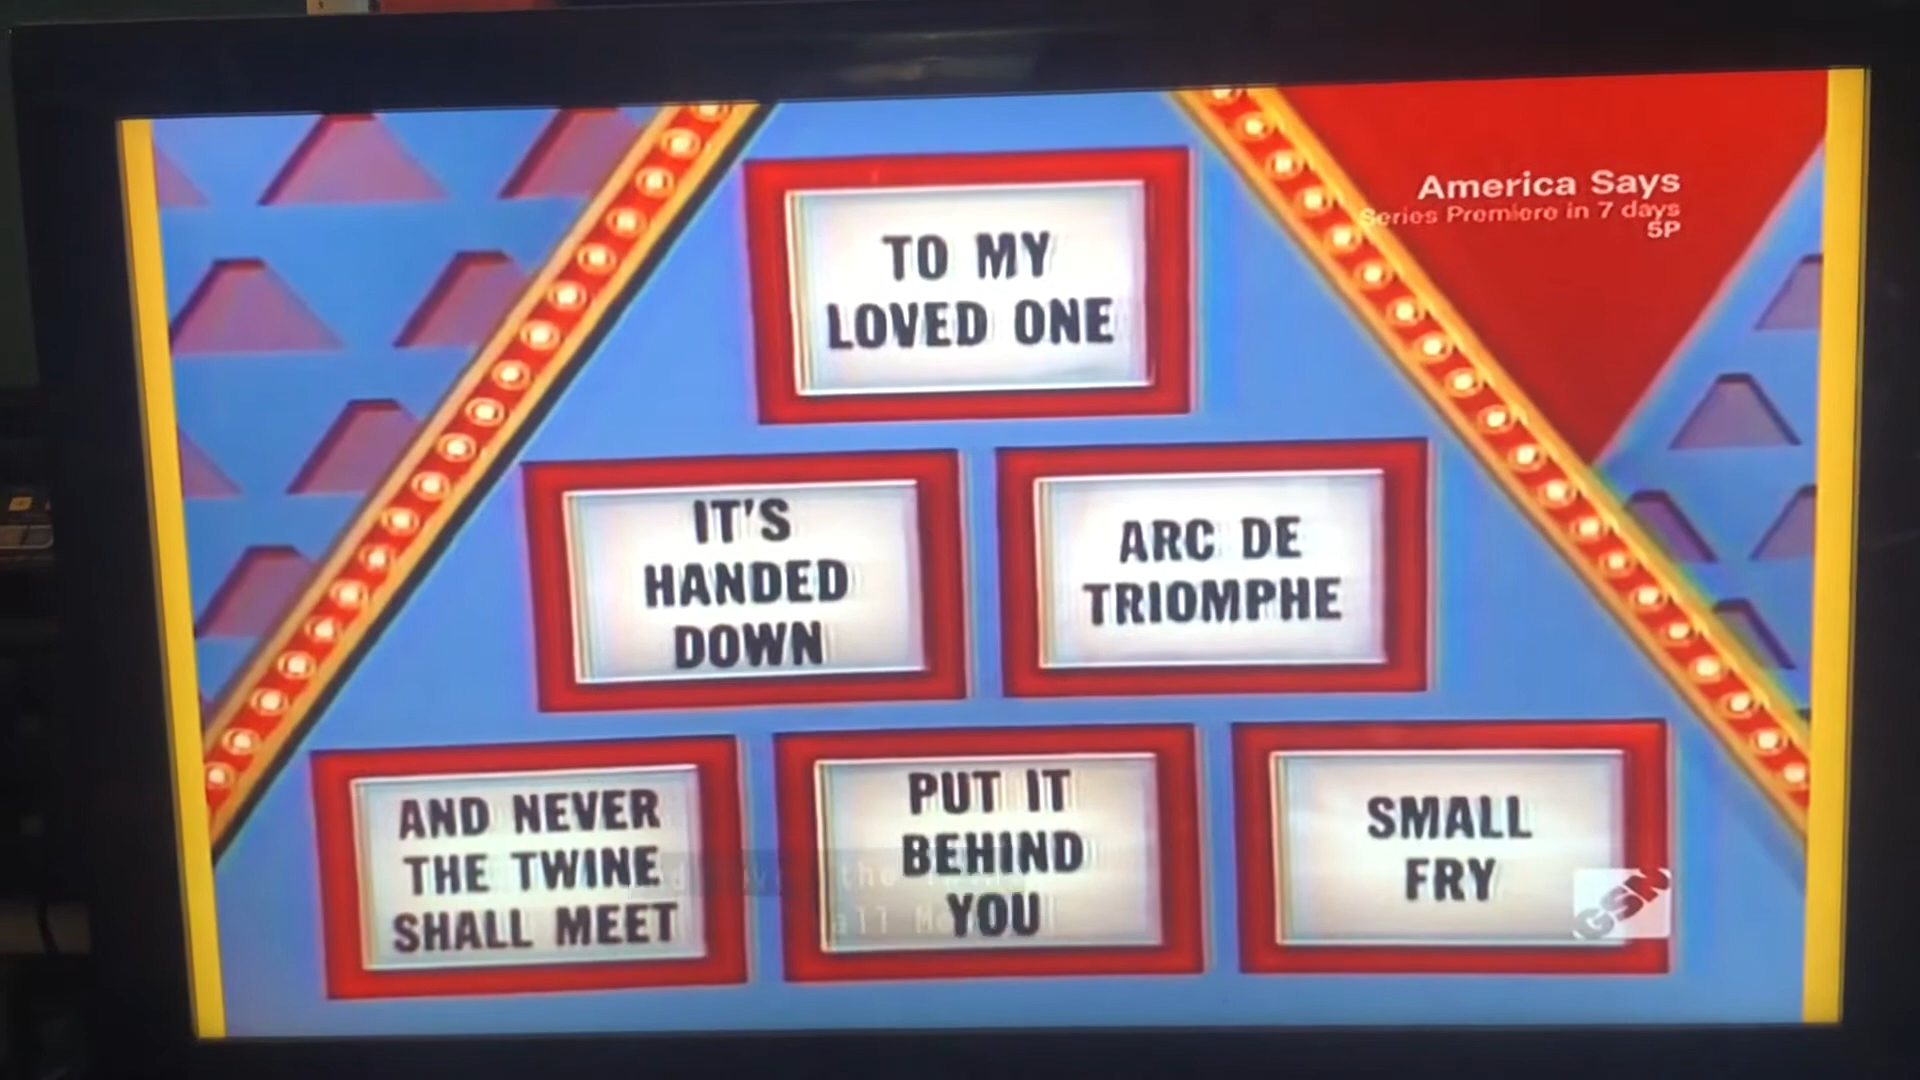 America Says
Series Premiere in 7 days
5P
TO MY
LOVED ONE
IT'S
HANDED
DOWN
ARC DE
TRIOMPHE
AND NEVER
THE TWINE
SHALL MEET
PUT IT
BEHIND
YOU
SMALL
FRY
GSN